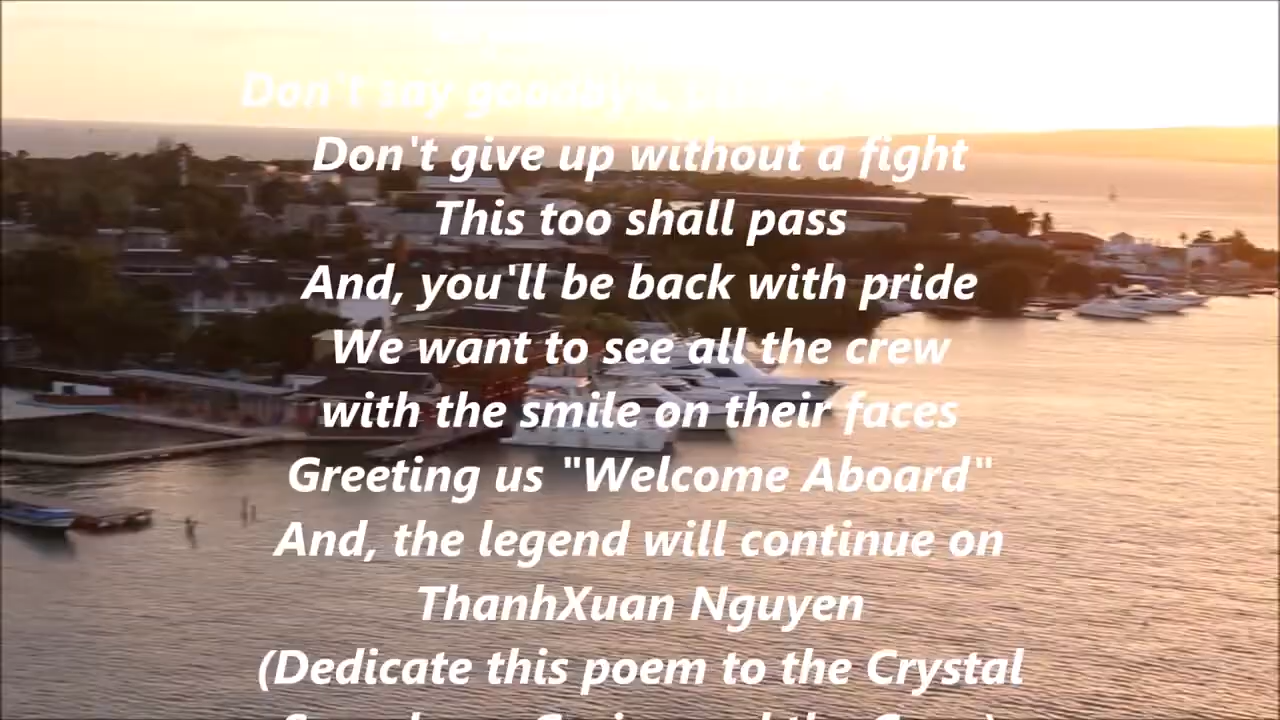 Don't say goodbye,
Don't give up without a fight
This too shall pass
And, you'll be back with pride
We want to see all the crew
with the smile on their faces
Greeting us "Welcome Aboard"
And, the legend will continue on
ThanhXuan Nguyen
(Dedicate this poem to the Crystal